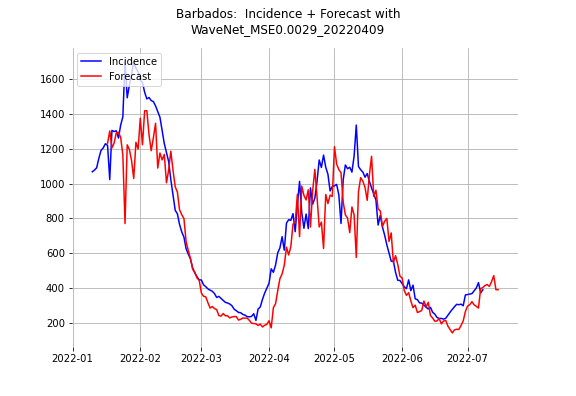 Barbados:  Incidence + Forecast with
WaveNet_MSE0.0029_20220409
Incidence
Forecast
1600
1400
1200
1000
800
600
400
200
2022-01 2022-02 2022-03 2022-04 2022-05 2022-06 2022-07